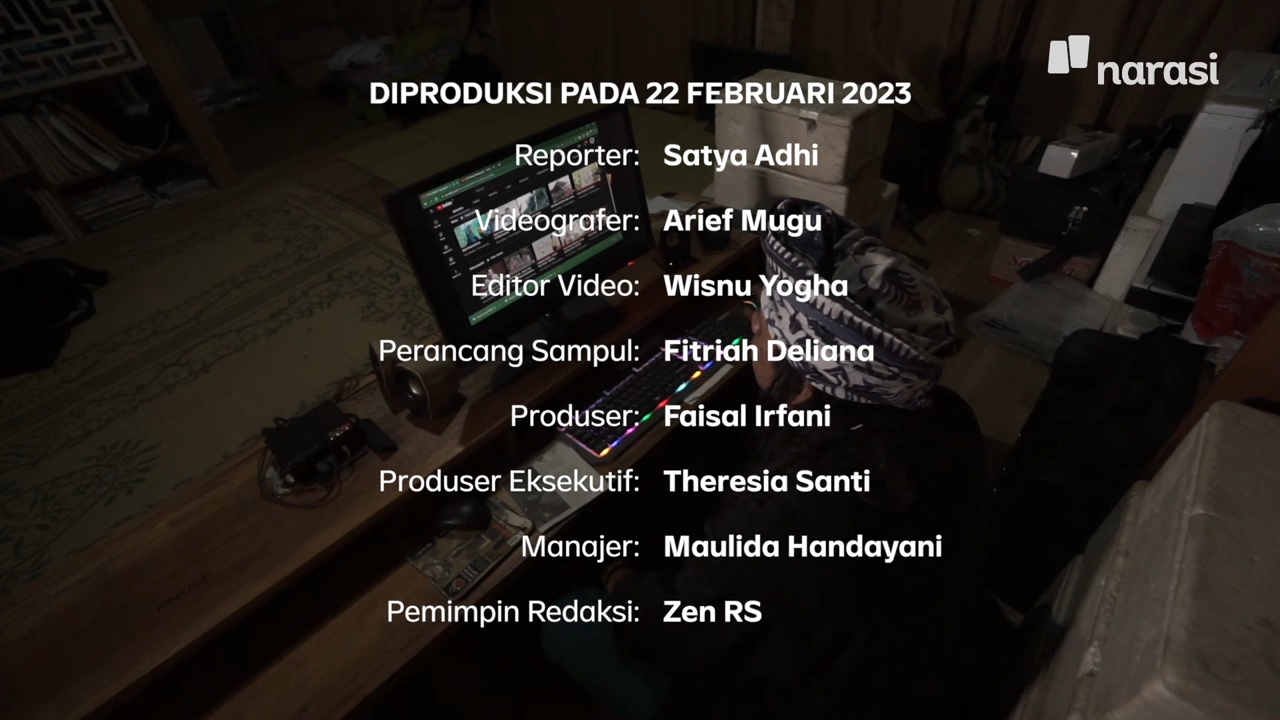 narasi
DIPRODUKSI PADA 22 FEBRUARI 2023
Reporter: Satya Adhi
Videografer: Arief Mugu
Editor Video: Wisnu Yogha
Perancang Sampul: Fitriah Deliana
Produser: Faisal Irfani
Produser Eksekutif: Theresia Santi
Manajer: Maulida Handayani
Pemimpin Redaksi: Zen RS